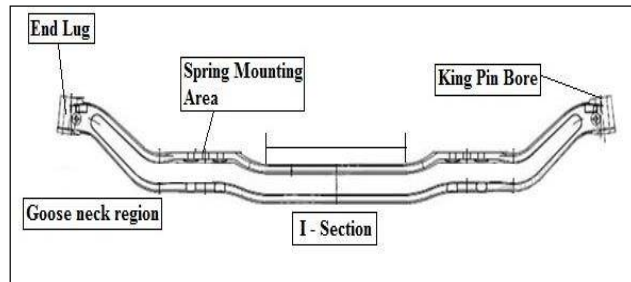 End Lug
Spring Mounting
Area
King Pin Bore
Goose neck region
I - Section